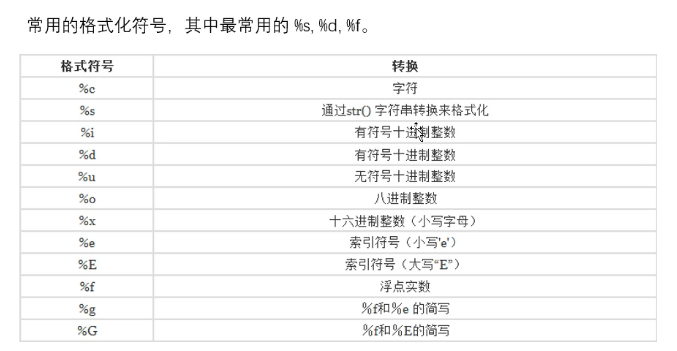 常用的格式化符号，其中最常用的 %s, %d, %f。
格式符号 转换
%c 字符
%s 通过str() 字符串转换来格式化
%i 有符号十进制整数
%d 有符号十进制整数
%u 无符号十进制整数
%o 八进制整数
%x 十六进制整数（小写字母）
%e 索引符号（小写'e'）
%E 索引符号（大写“E”）
%f 浮点实数
%g %f和%e 的简写
%G %f和%E的简写